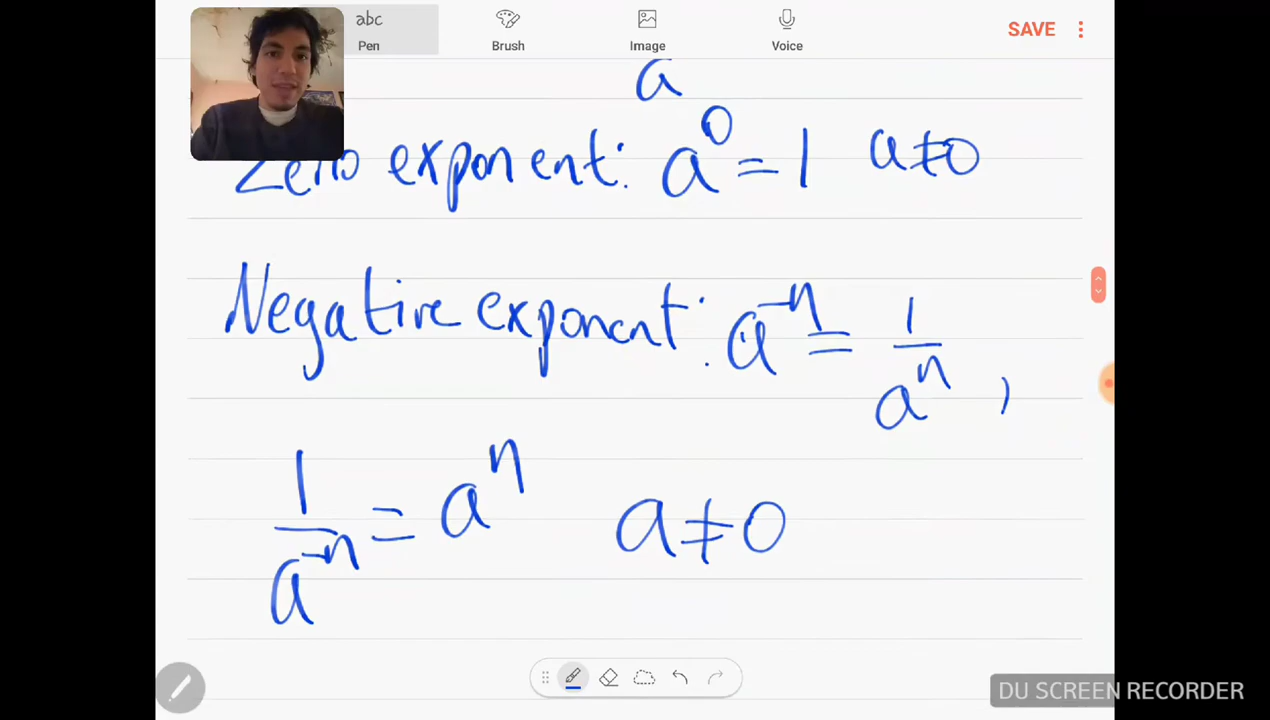 abc
Pen Brush Image Voice SAVE
a
Zero exponent: a⁰ = 1 a≠0
Negative exponent: a⁻ⁿ = 1/aⁿ ,
1/a⁻ⁿ = aⁿ a≠0
DU SCREEN RECORDER